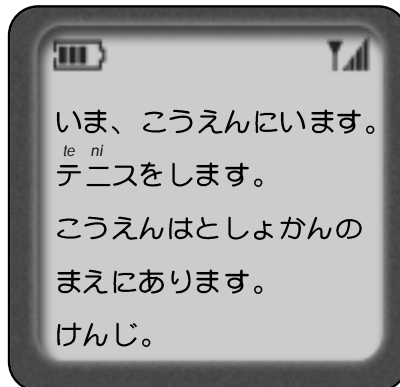 いま、こうえんにいます。
te ni
テニスをします。
こうえんはとしょかんの
まえにあります。
けんじ。